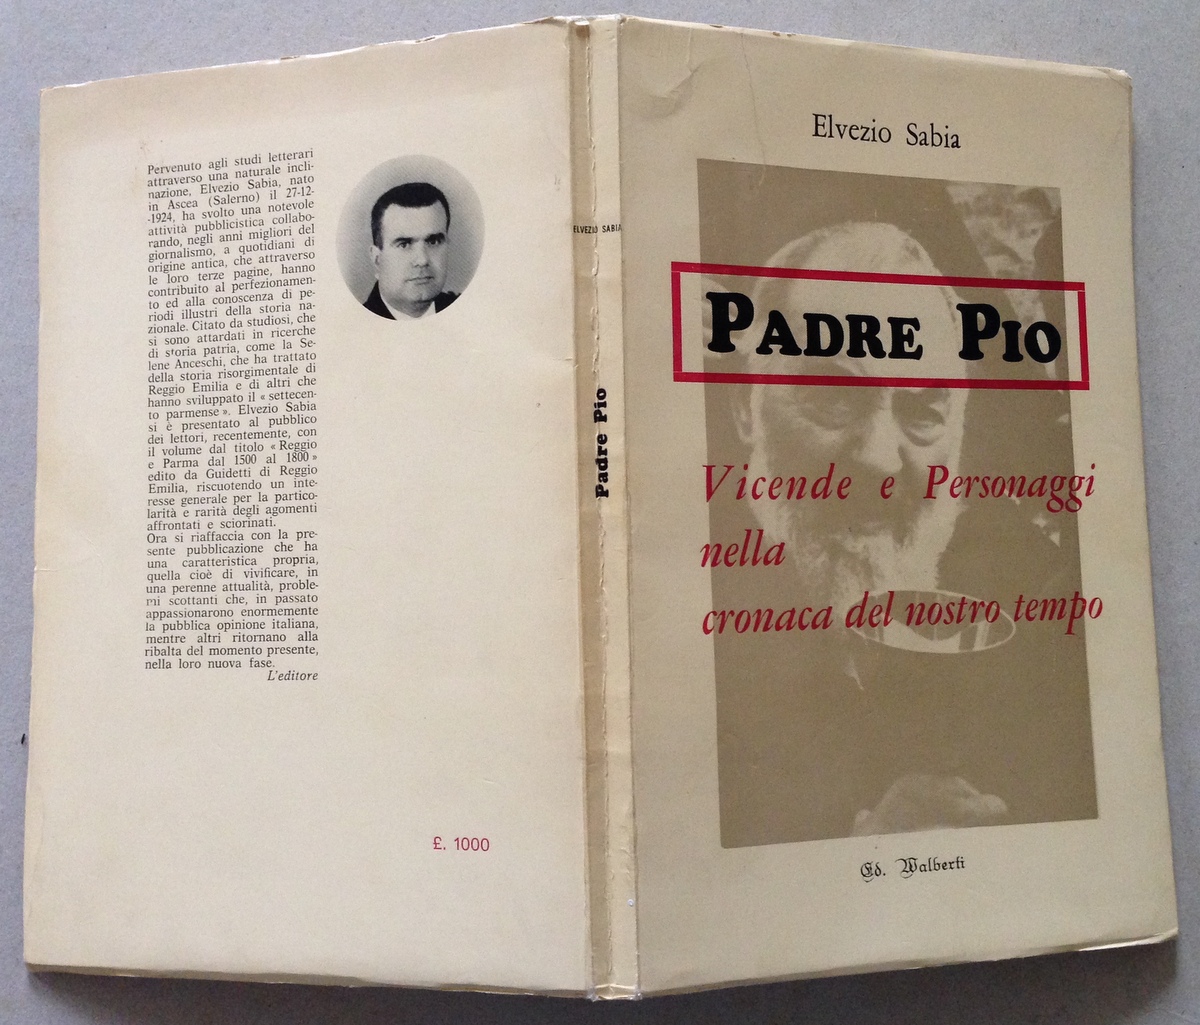 Pervenuto agli studi letterari
attraverso una naturale incli-
nazione, Elvezio Sabia, nato
in Ascea (Salerno) il 27-12-
-1924, ha svolto una notevole
attività pubblicistica collabo-
rando, negli anni migliori del
giornalismo, a quotidiani di
origine antica, che attraverso
le loro terze pagine, hanno
contribuito al perfezionamen-
to ed alla conoscenza di pe-
riodi illustri della storia na-
zionale. Citato da studiosi, che
si sono attardati in ricerche
di storia patria, come la Se-
lene Anceschi, che ha trattato
della storia risorgimentale di
Reggio Emilia e di altri che
hanno sviluppato il « settecen-
to parmense ». Elvezio Sabia
si è presentato al pubblico
dei lettori, recentemente, con
il volume dal titolo « Reggio
e Parma dal 1500 al 1800 »
edito da Guidetti di Reggio
Emilia, riscuotendo un inte-
resse generale per la partico-
larità e rarità degli agomenti
affrontati e sciorinati.
Ora si riaffaccia con la pre-
sente pubblicazione che ha
una caratteristica propria,
quella cioè di vivificare, in
una perenne attualità, proble-
mi scottanti che, in passato
appassionarono enormemente
la pubblica opinione italiana,
mentre altri ritornano alla
ribalta del momento presente,
nella loro nuova fase.
L'editore
£. 1000
ELVEZIO SABIA
Padre Pio
Elvezio Sabia
PADRE PIO
Vicende e Personaggi
nella
cronaca del nostro tempo
Ed. Walberti